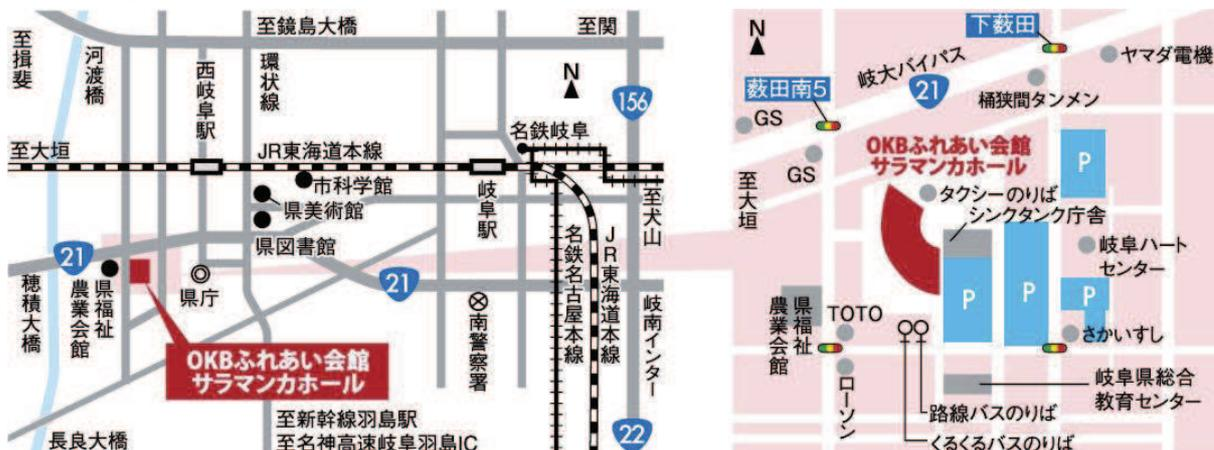 至鏡島大橋
至関
至揖斐
河渡橋
西岐阜駅
環状線
N
156
名鉄岐阜
至大垣
JR東海道本線
市科学館
県美術館
県図書館
岐阜駅
至犬山
21
穂積大橋
県福祉
農業会館
県庁
21
南警察署
名鉄名古屋本線
JR東海道本線
岐南インター
OKBふれあい会館
サラマンカホール
至新幹線羽島駅
至名神高速岐阜羽島IC
長良大橋
22
N
下薮田
ヤマダ電機
岐大バイパス
21
桶狭間タンメン
薮田南5
GS
GS
OKBふれあい会館
サラマンカホール
P
至大垣
タクシーのりば
シンクタンク庁舎
岐阜ハート
センター
P
P
P
県福祉
農業会館
TOTO
さかいすし
ローソン
岐阜県総合
教育センター
路線バスのりば
くるくるバスのりば